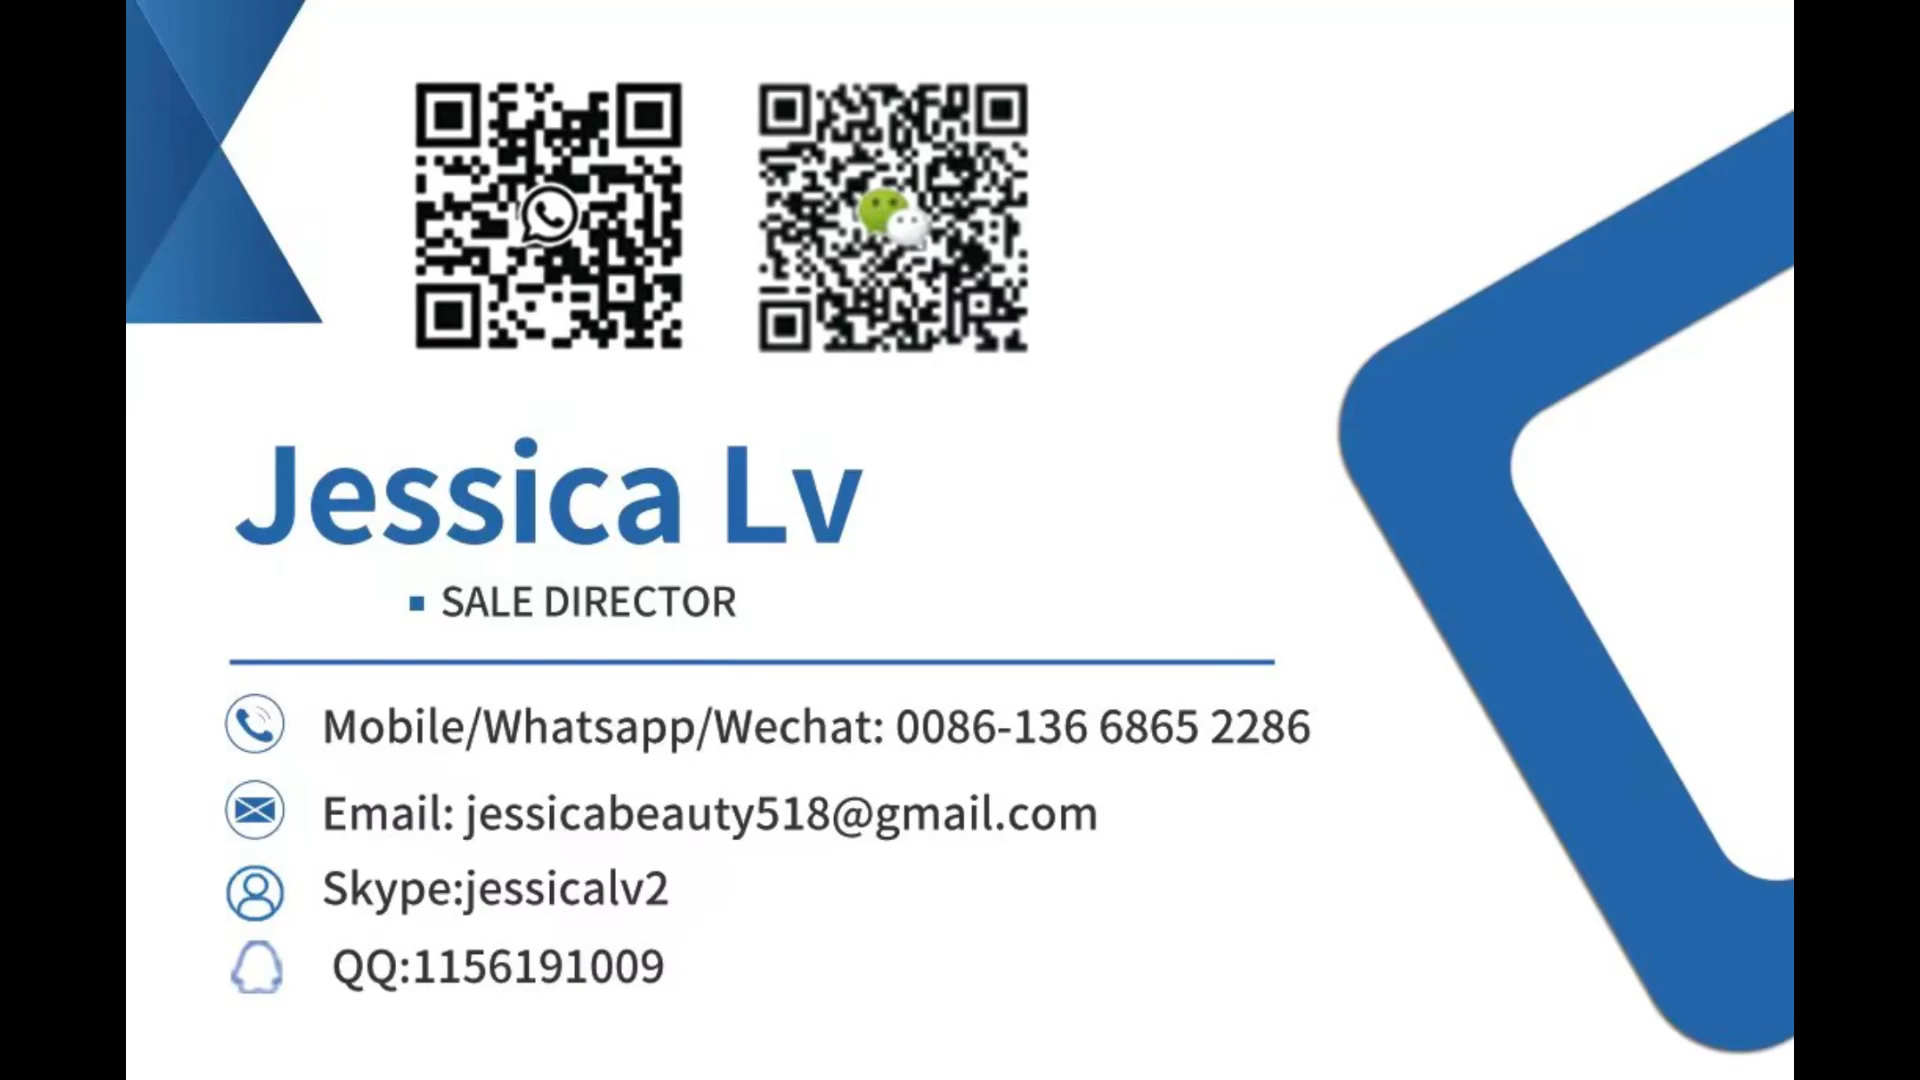 Jessica Lv
SALE DIRECTOR
Mobile/Whatsapp/Wechat: 0086-136 6865 2286
Email: jessicabeauty518@gmail.com
Skype:jessicalv2
QQ:1156191009